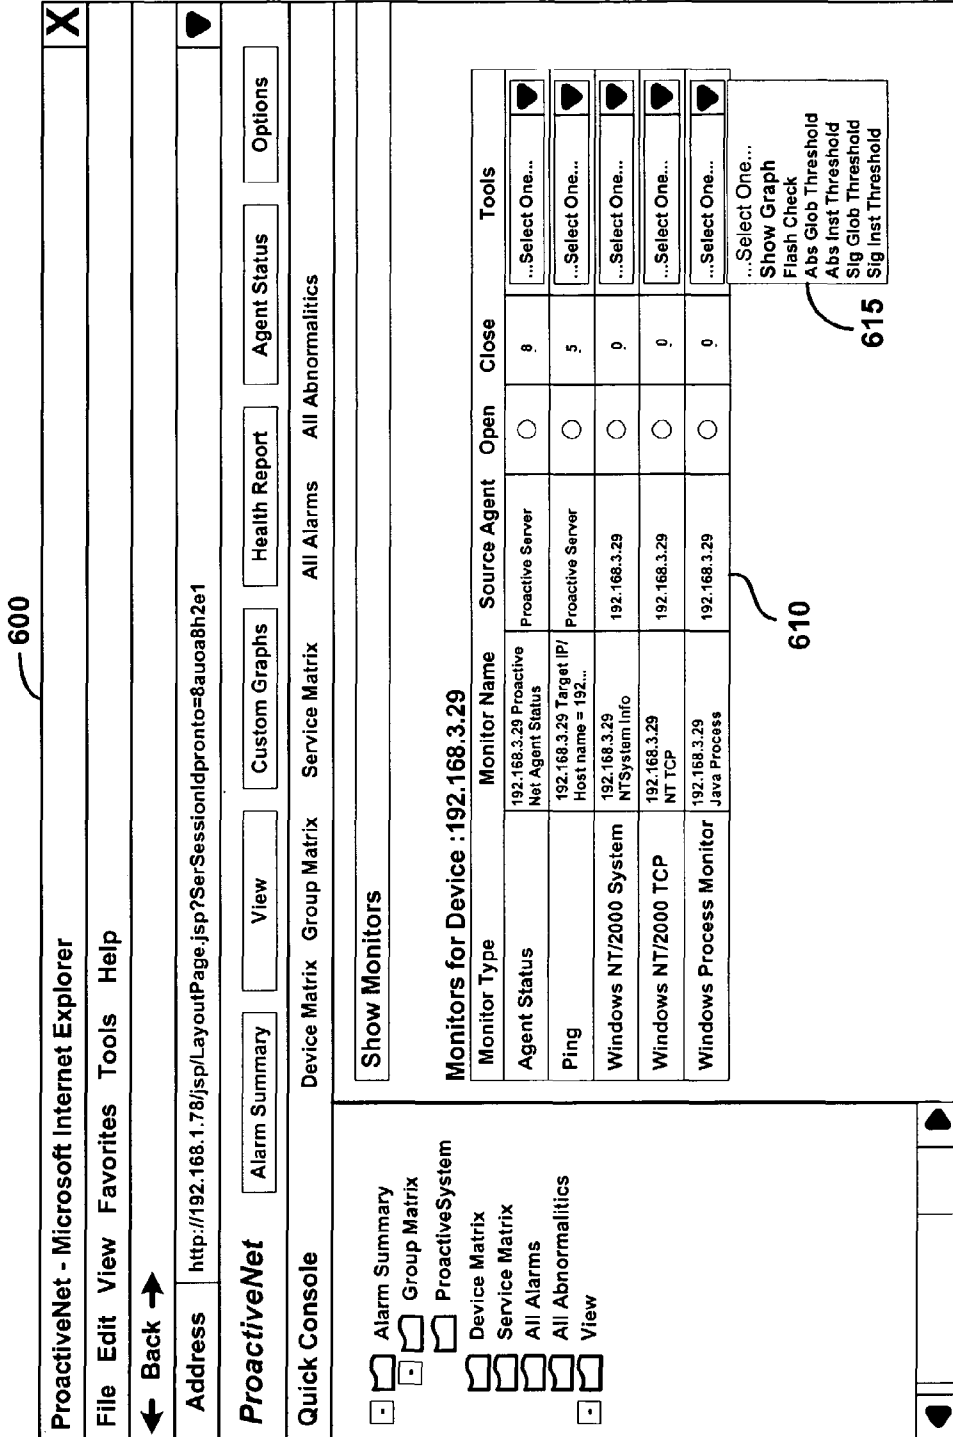 600
ProactiveNet - Microsoft Internet Explorer
X
File Edit View Favorites Tools Help
Back
Address http://192.168.1.78/jsp/LayoutPage.jsp?SerSessionIdpronto=8auoa8h2e1
ProactiveNet Alarm Summary View Custom Graphs Health Report Agent Status Options
Quick Console Device Matrix Group Matrix Service Matrix All Alarms All Abnormalitics
Alarm Summary
Group Matrix
ProactiveSystem
Device Matrix
Service Matrix
All Alarms
All Abnormalitics
View
Show Monitors
Monitors for Device :192.168.3.29
Monitor Type Monitor Name Source Agent Open Close Tools
Agent Status 192.168.3.29 Proactive Net Agent Status Proactive Server 8 ...Select One...
Ping 192.168.3.29 Target IP/ Host name = 192... Proactive Server 5 ...Select One...
Windows NT/2000 System 192.168.3.29 NTSystem Info 192.168.3.29 0 ...Select One...
Windows NT/2000 TCP 192.168.3.29 NT TCP 192.168.3.29 0 ...Select One...
Windows Process Monitor 192.168.3.29 Java Process 192.168.3.29 0 ...Select One...
...Select One...
Show Graph
Flash Check
Abs Glob Threshold
Abs Inst Threshold
Sig Glob Threshold
Sig Inst Threshold
610
615